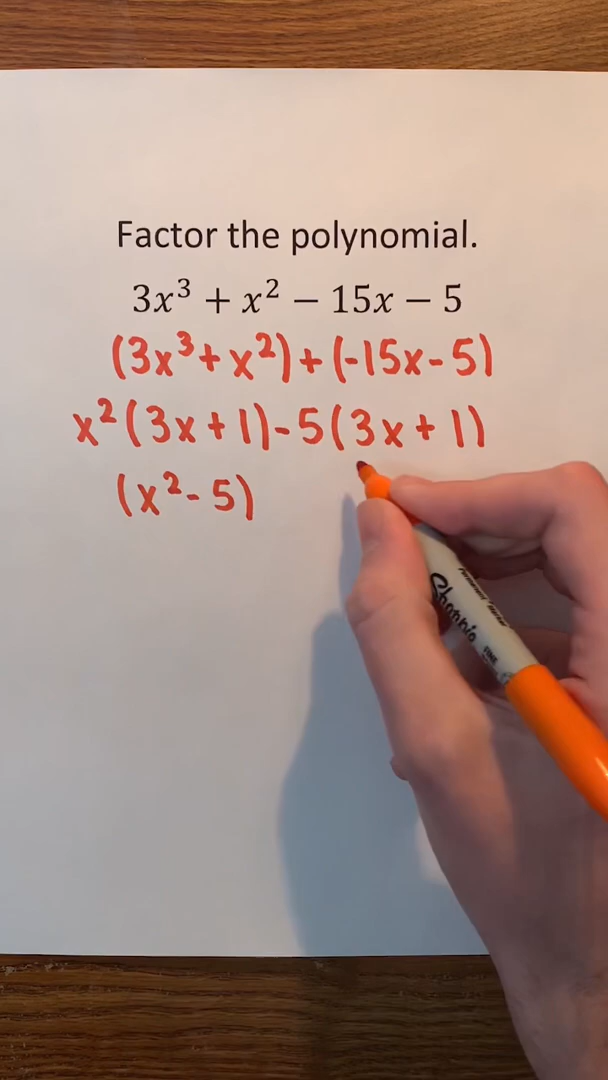 Factor the polynomial.
3x³ + x² − 15x − 5
(3x³+x²)+(-15x-5)
x²(3x+1)-5(3x+1)
(x²-5)
Sharpie